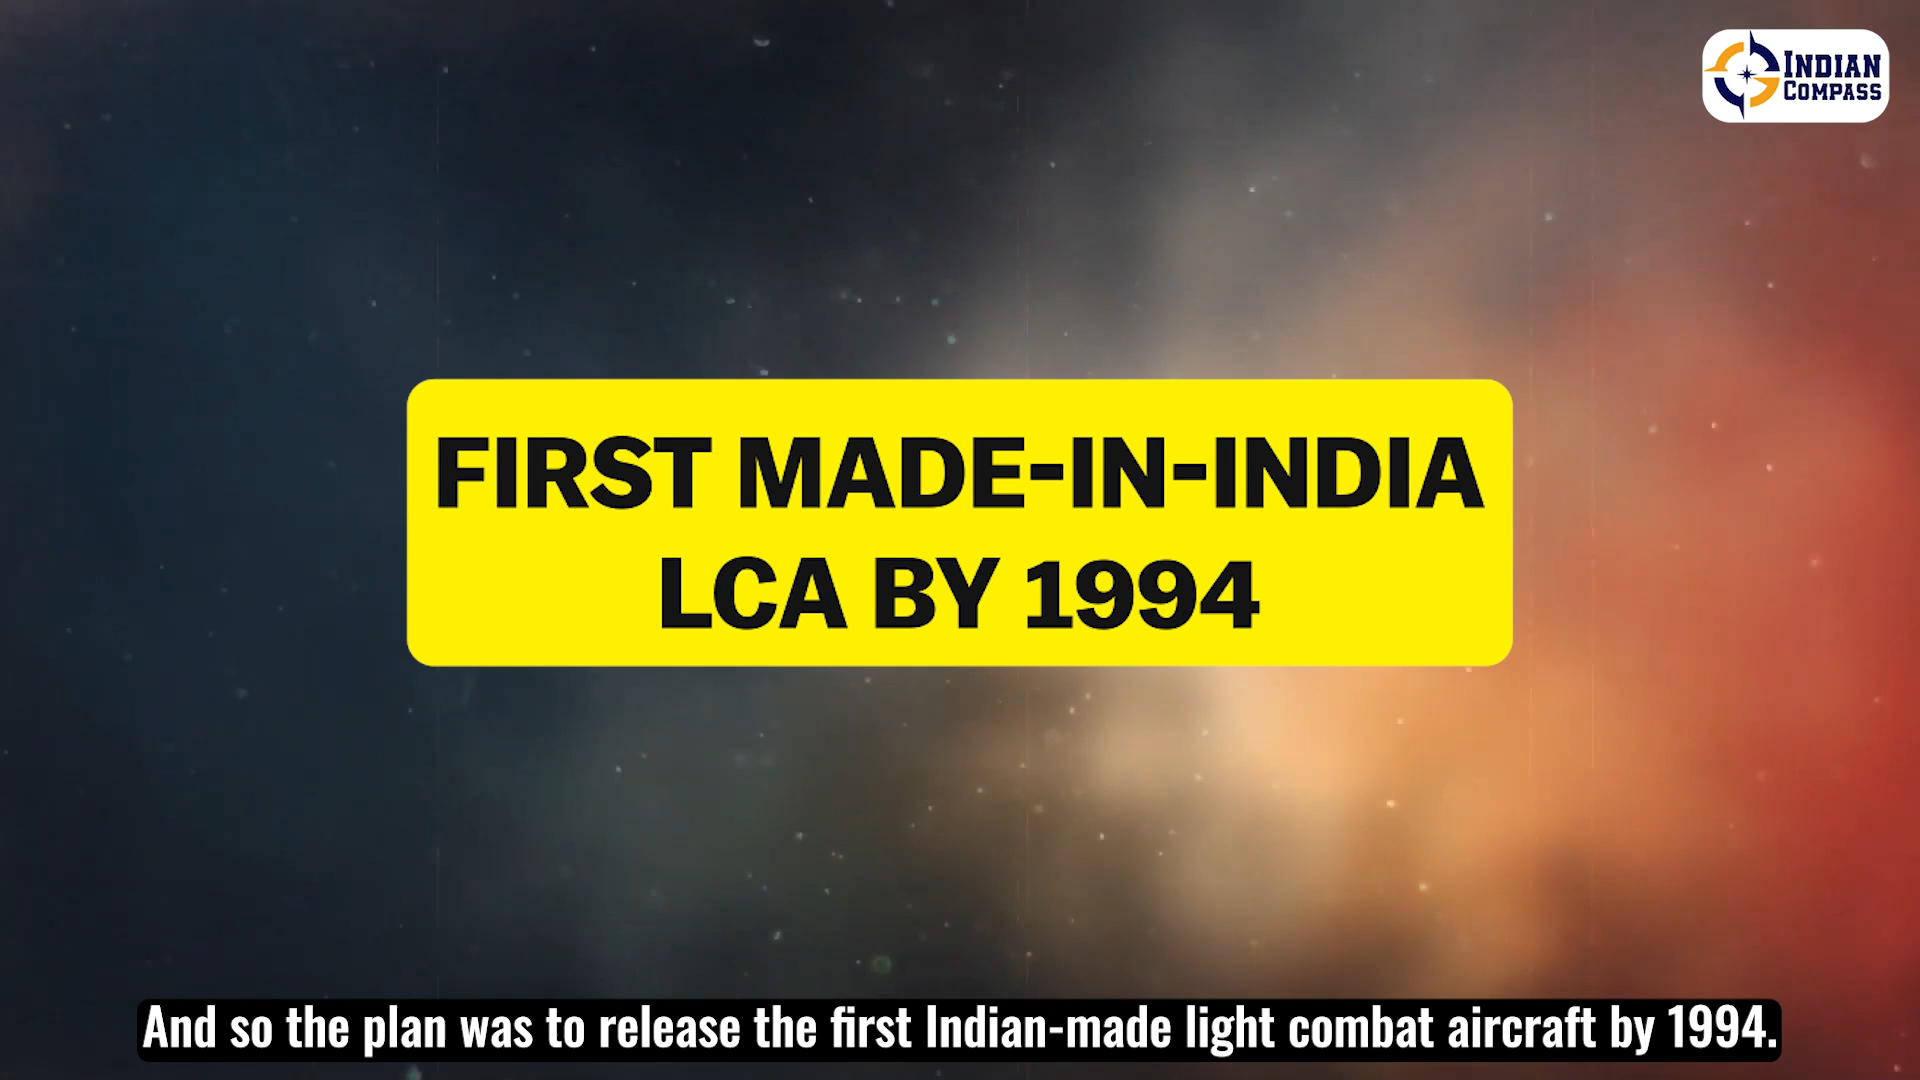 INDIAN
COMPASS
FIRST MADE-IN-INDIA
LCA BY 1994
And so the plan was to release the first Indian-made light combat aircraft by 1994.